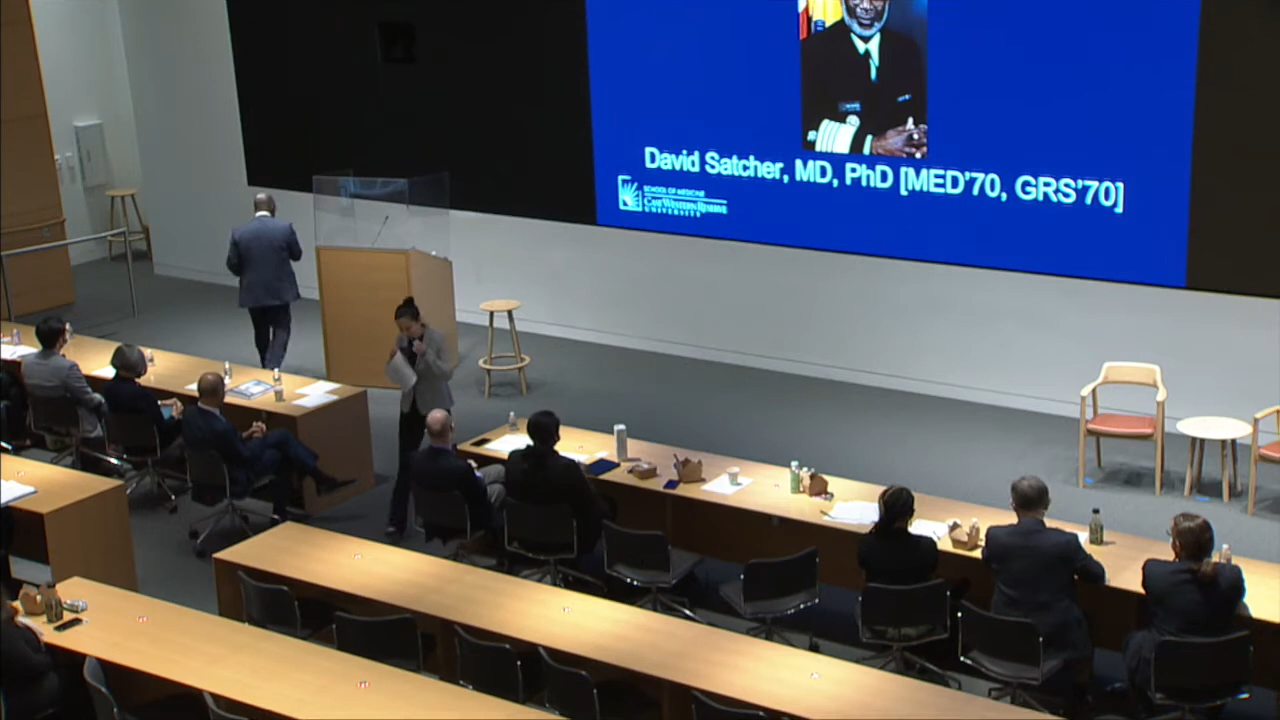 David Satcher, MD, PhD [MED'70, GRS'70]
SCHOOL OF MEDICINE
CASE WESTERN RESERVE
UNIVERSITY